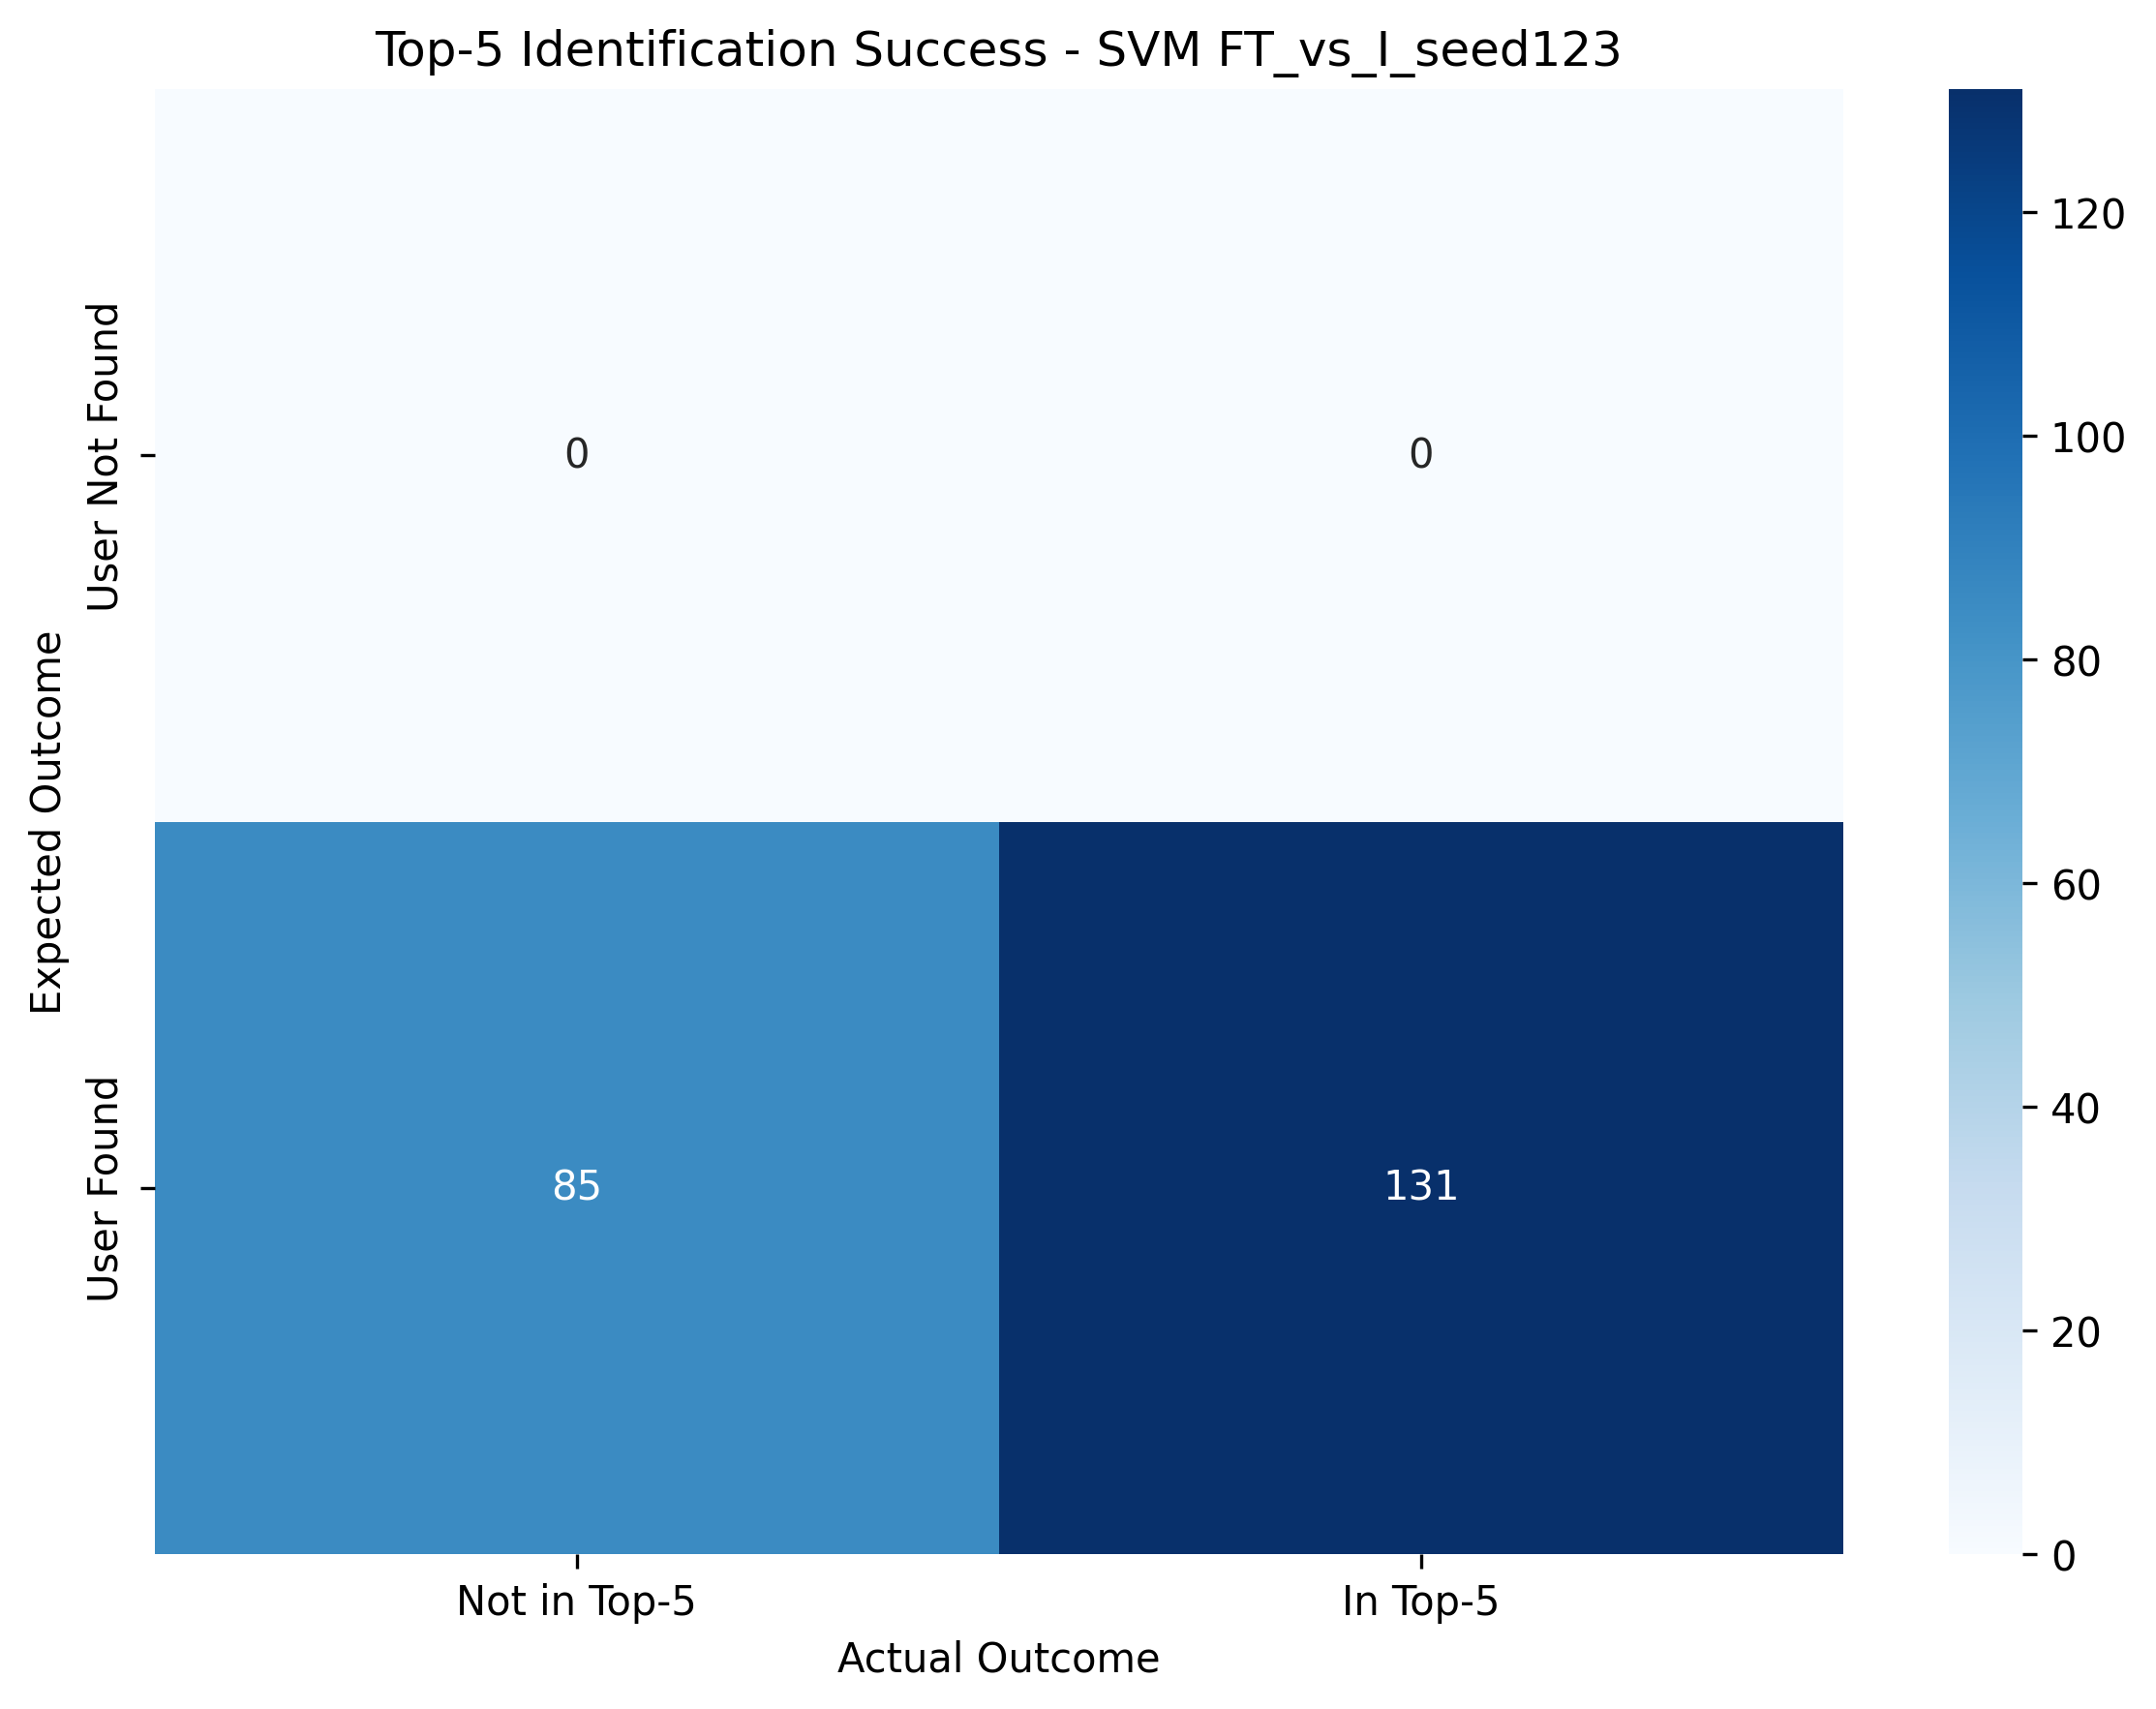 Top-5 Identification Success - SVM FT_vs_I_seed123
Expected Outcome
User Not Found
User Found
0 0
85 131
Not in Top-5 In Top-5
Actual Outcome
120
100
80
60
40
20
0